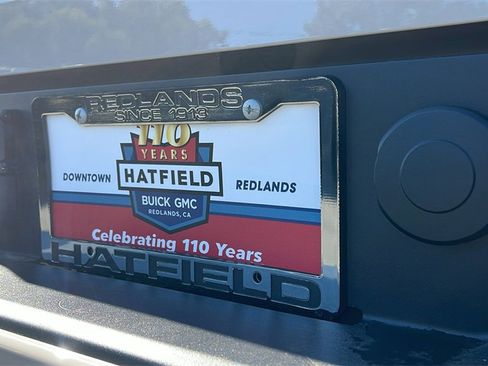 REDLANDS
SINCE 1913
110
YEARS
DOWNTOWN HATFIELD REDLANDS
BUICK GMC
REDLANDS, CA
Celebrating 110 Years
HATFIELD